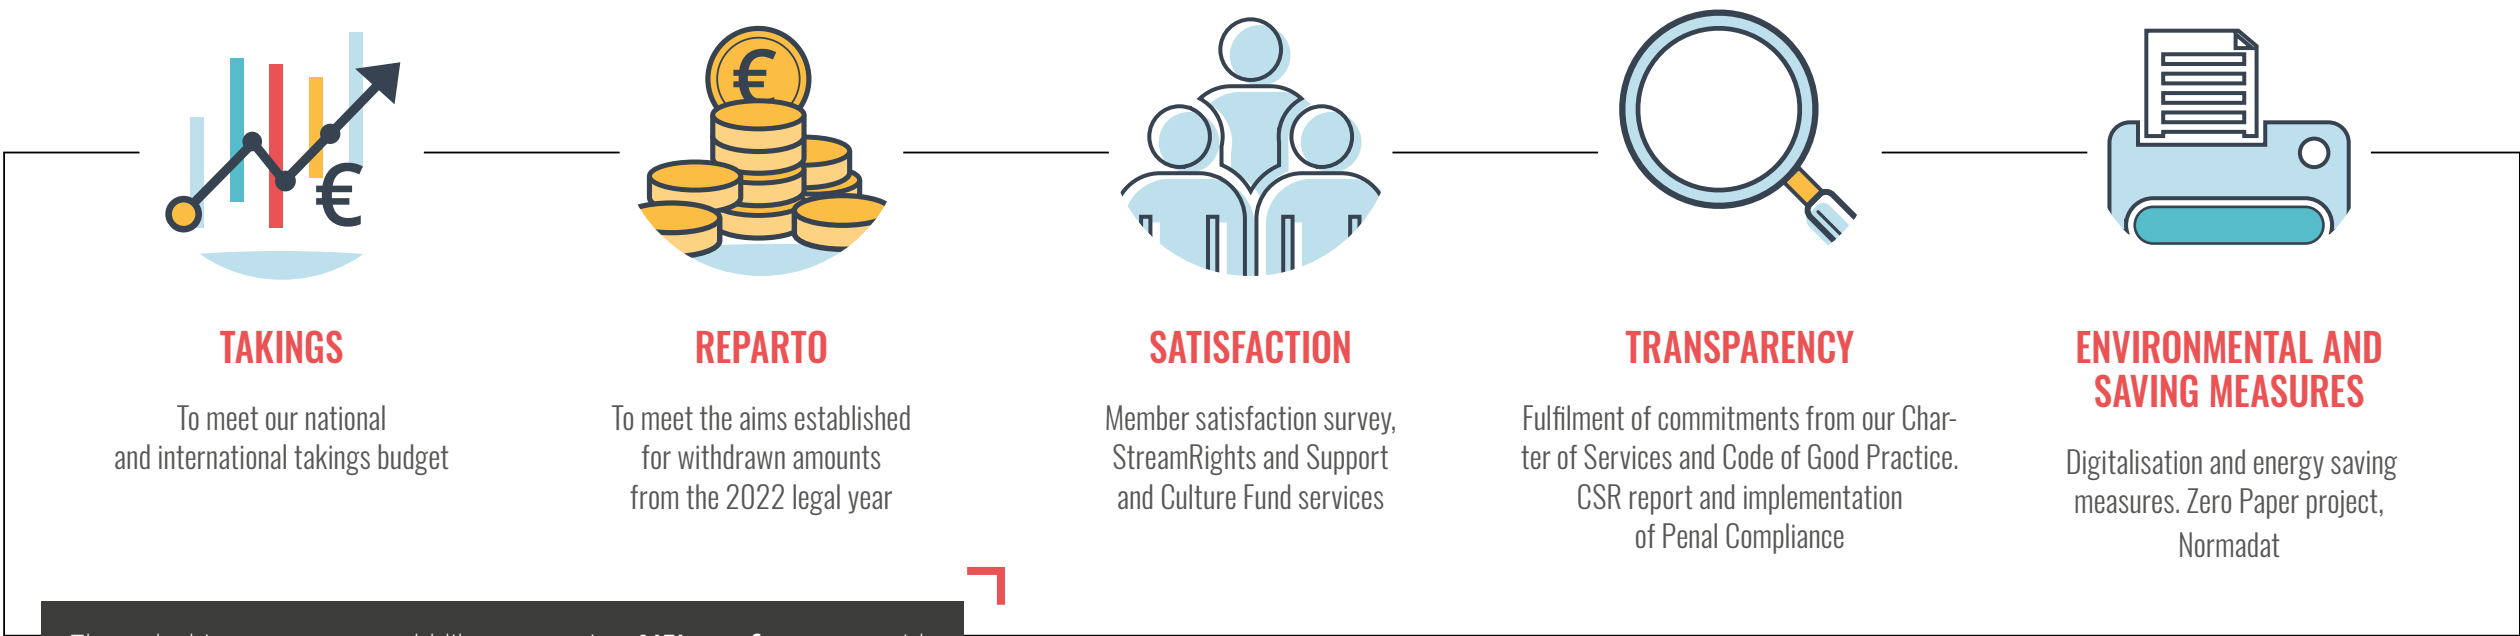 TAKINGS
To meet our national
and international takings budget
REPARTO
To meet the aims established
for withdrawn amounts
from the 2022 legal year
SATISFACTION
Member satisfaction survey,
StreamRights and Support
and Culture Fund services
TRANSPARENCY
Fulfilment of commitments from our Char-
ter of Services and Code of Good Practice.
CSR report and implementation
of Penal Compliance
ENVIRONMENTAL AND
SAVING MEASURES
Digitalisation and energy saving
measures. Zero Paper project,
Normadat